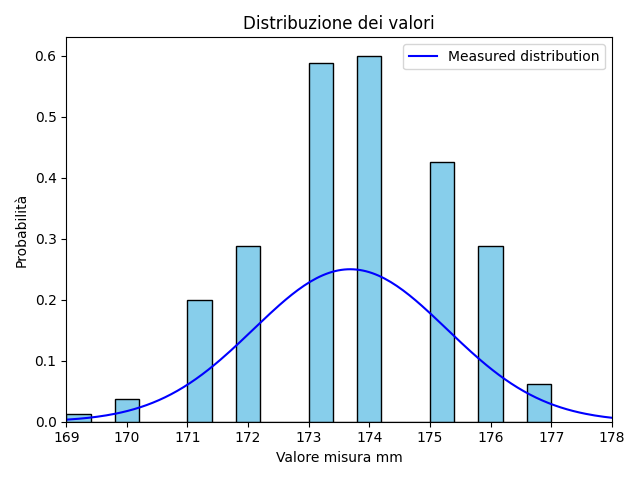 Distribuzione dei valori
Measured distribution
Probabilità
0.6
0.5
0.4
0.3
0.2
0.1
0.0
169 170 171 172 173 174 175 176 177 178
Valore misura mm